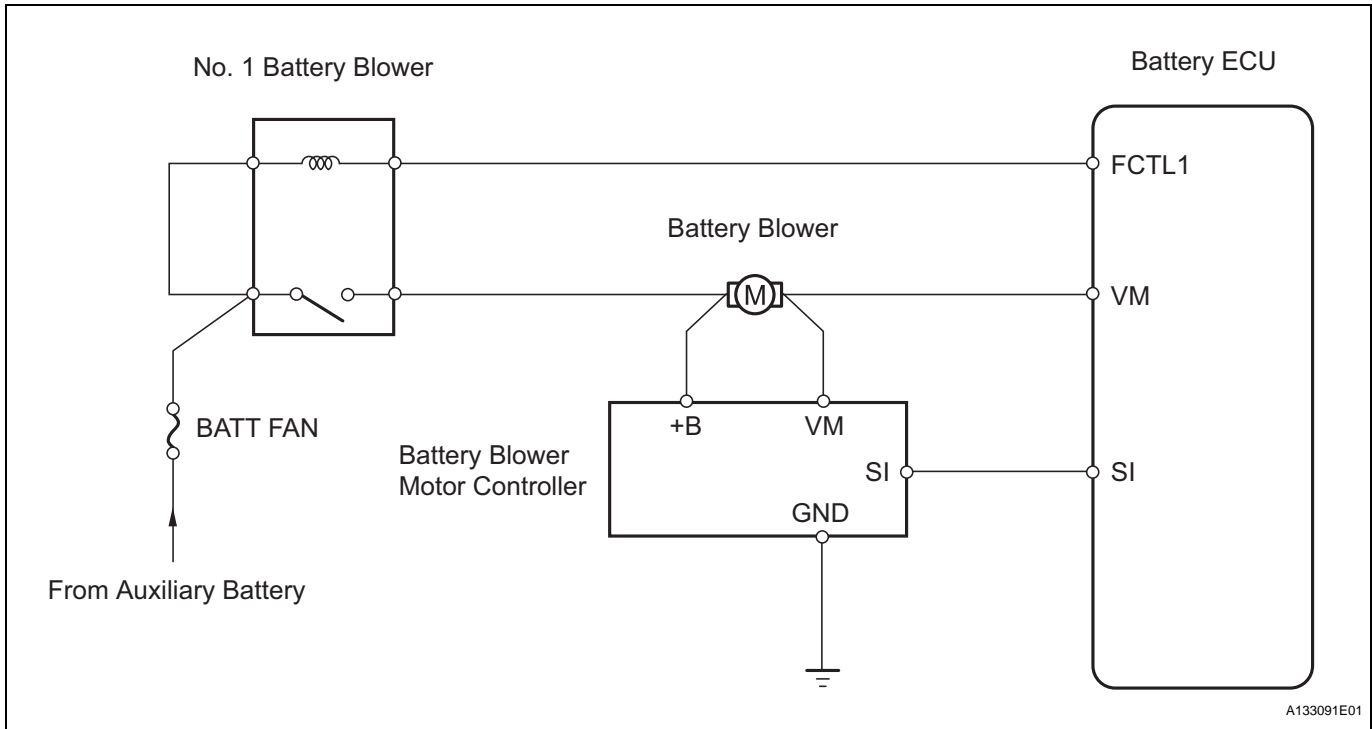 No. 1 Battery Blower
Battery ECU
FCTL1
Battery Blower
M
VM
BATT FAN
+B
VM
Battery Blower
Motor Controller
SI
SI
GND
From Auxiliary Battery
A133091E01